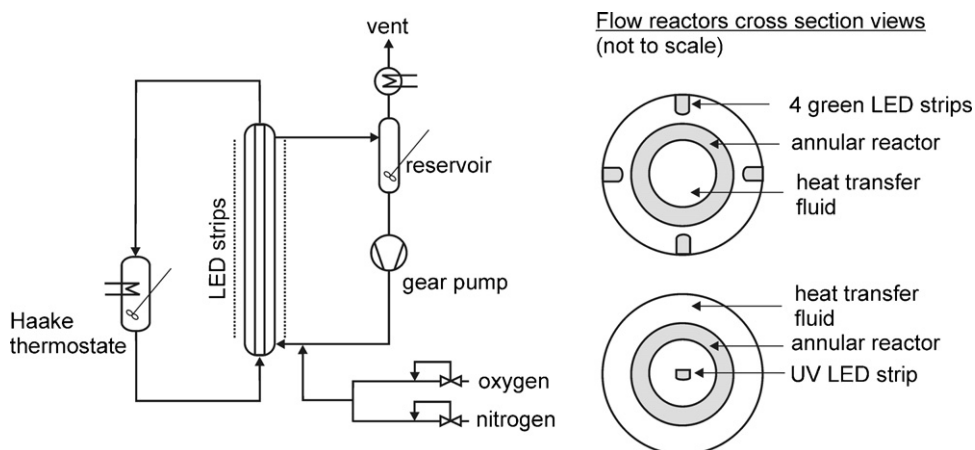 vent
reservoir
gear pump
LED strips
Haake
thermostate
oxygen
nitrogen
M
M
Flow reactors cross section views
(not to scale)
4 green LED strips
annular reactor
heat transfer
fluid
heat transfer
fluid
annular reactor
UV LED strip